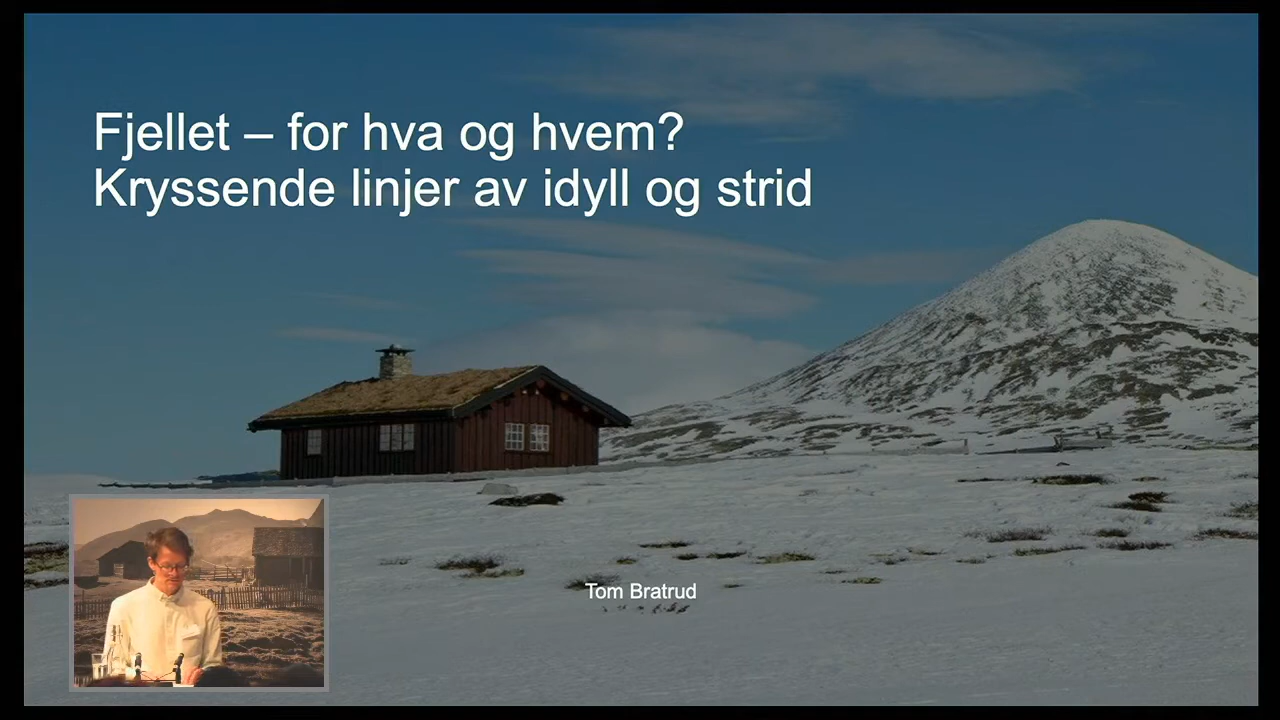 Fjellet – for hva og hvem?
Kryssende linjer av idyll og strid
Tom Bratrud